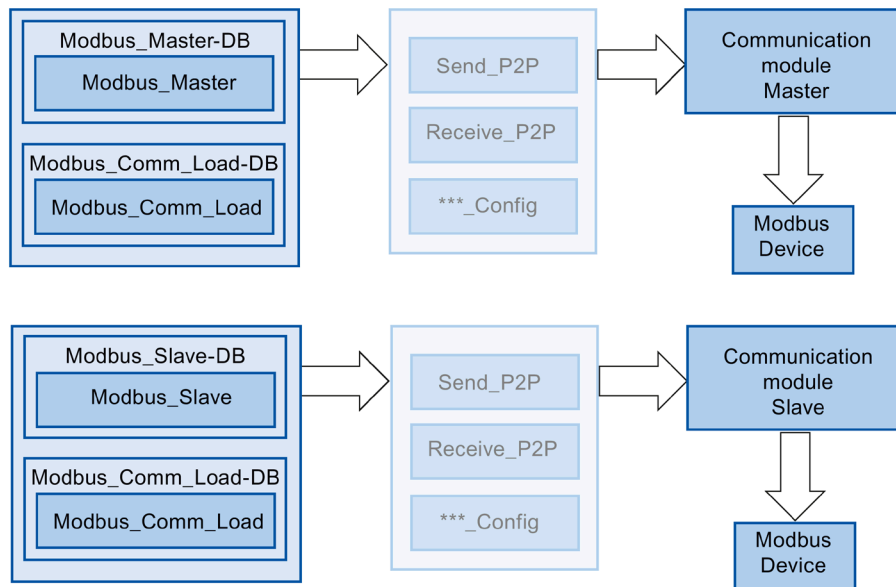 Modbus_Master-DB
Modbus_Master
Modbus_Comm_Load-DB
Modbus_Comm_Load
Send_P2P
Receive_P2P
***_Config
Communication
module
Master
Modbus
Device
Modbus_Slave-DB
Modbus_Slave
Modbus_Comm_Load-DB
Modbus_Comm_Load
Send_P2P
Receive_P2P
***_Config
Communication
module
Slave
Modbus
Device